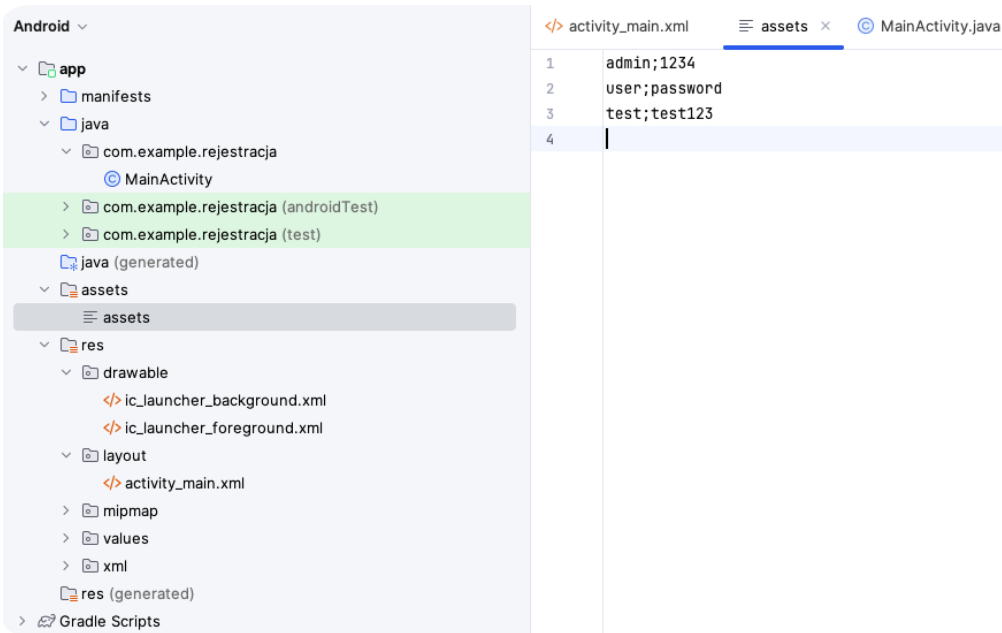 Android
app
manifests
java
com.example.rejestracja
MainActivity
com.example.rejestracja (androidTest)
com.example.rejestracja (test)
java (generated)
assets
assets
res
drawable
ic_launcher_background.xml
ic_launcher_foreground.xml
layout
activity_main.xml
mipmap
values
xml
res (generated)
Gradle Scripts
activity_main.xml assets MainActivity.java
1 admin;1234
2 user;password
3 test;test123
4